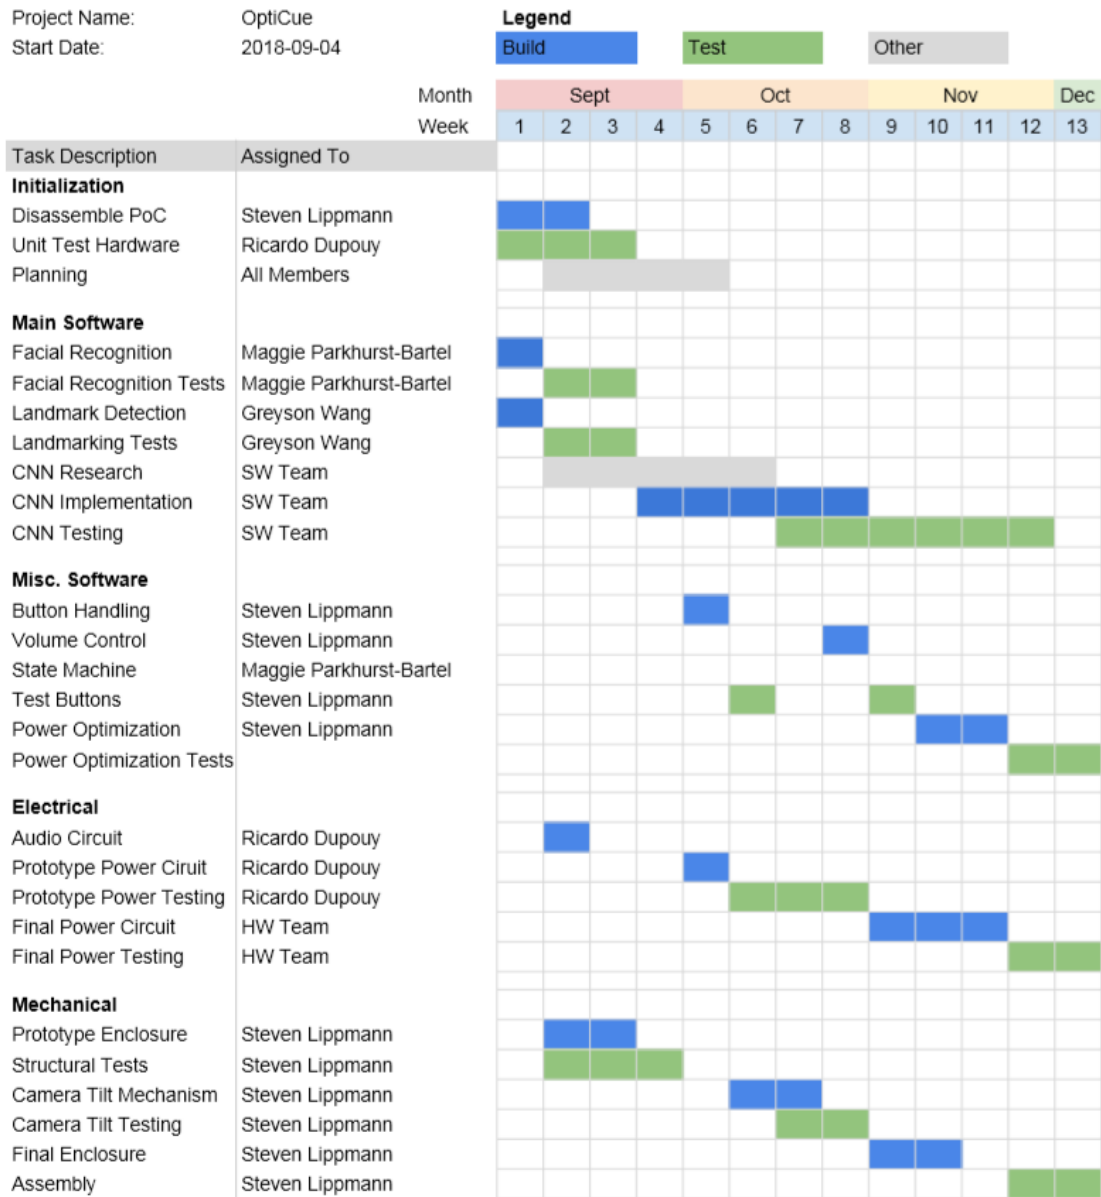 Project Name: OptiCue Legend
Start Date: 2018-09-04 Build Test Other
Month Sept Oct Nov Dec
Week 1 2 3 4 5 6 7 8 9 10 11 12 13
Task Description Assigned To
Initialization
Disassemble PoC Steven Lippmann
Unit Test Hardware Ricardo Dupouy
Planning All Members
Main Software
Facial Recognition Maggie Parkhurst-Bartel
Facial Recognition Tests Maggie Parkhurst-Bartel
Landmark Detection Greyson Wang
Landmarking Tests Greyson Wang
CNN Research SW Team
CNN Implementation SW Team
CNN Testing SW Team
Misc. Software
Button Handling Steven Lippmann
Volume Control Steven Lippmann
State Machine Maggie Parkhurst-Bartel
Test Buttons Steven Lippmann
Power Optimization Steven Lippmann
Power Optimization Tests
Electrical
Audio Circuit Ricardo Dupouy
Prototype Power Ciruit Ricardo Dupouy
Prototype Power Testing Ricardo Dupouy
Final Power Circuit HW Team
Final Power Testing HW Team
Mechanical
Prototype Enclosure Steven Lippmann
Structural Tests Steven Lippmann
Camera Tilt Mechanism Steven Lippmann
Camera Tilt Testing Steven Lippmann
Final Enclosure Steven Lippmann
Assembly Steven Lippmann